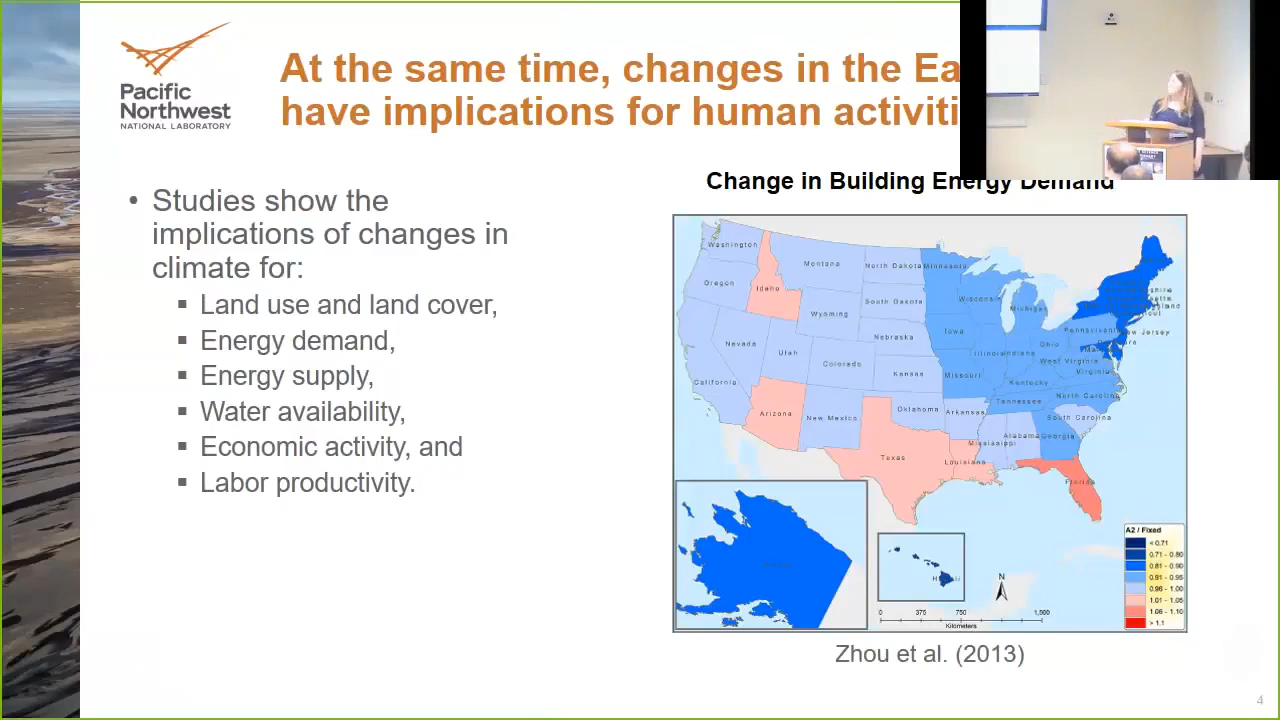 Pacific
Northwest
NATIONAL LABORATORY
At the same time, changes in the Ea
have implications for human activiti
• Studies show the
implications of changes in
climate for:
▪ Land use and land cover,
▪ Energy demand,
▪ Energy supply,
▪ Water availability,
▪ Economic activity, and
▪ Labor productivity.
Change in Building Energy Demand
Washington
Montana
North Dakota
Minnesota
Oregon
Idaho
South Dakota
Wisconsin
Michigan
Wyoming
Iowa
Nebraska
Pennsylvania
New Jersey
Nevada
Utah
Colorado
Illinois
Indiana
Ohio
West Virginia
Virginia
California
Kansas
Missouri
Kentucky
North Carolina
Tennessee
Arizona
New Mexico
Oklahoma
Arkansas
South Carolina
Mississippi
Alabama
Georgia
Texas
Louisiana
Florida
N
0 375 750 1,500
Kilometers
A2 / Fixed
< 0.71
0.71 - 0.80
0.81 - 0.90
0.91 - 0.95
0.96 - 1.00
1.01 - 1.05
1.06 - 1.10
> 1.1
Zhou et al. (2013)
4